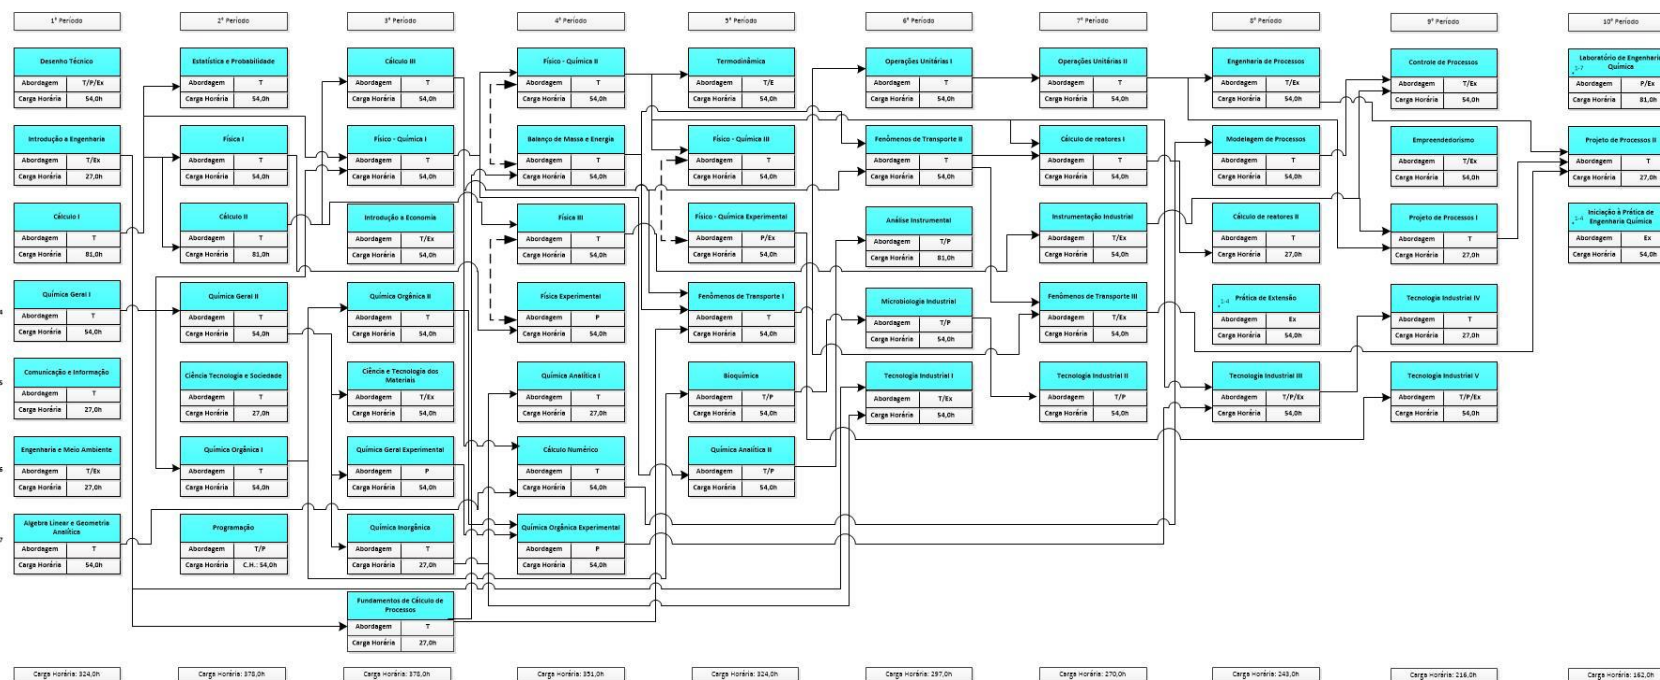 1º Período
2º Período
3º Período
4º Período
5º Período
6º Período
7º Período
8º Período
9º Período
10º Período
Desenho Técnico
Abordagem T/P/Ex
Carga Horária 54,0h
Introdução a Engenharia
Abordagem T/Ex
Carga Horária 27,0h
Cálculo I
Abordagem T
Carga Horária 81,0h
Química Geral I
Abordagem T
Carga Horária 54,0h
Comunicação e Informação
Abordagem T
Carga Horária 27,0h
Engenharia e Meio Ambiente
Abordagem T/Ex
Carga Horária 27,0h
Algebra Linear e Geometria
Analítica
Abordagem T
Carga Horária 54,0h
Carga Horária: 324,0h
Estatística e Probabilidade
Abordagem T
Carga Horária 54,0h
Física I
Abordagem T
Carga Horária 54,0h
Cálculo II
Abordagem T
Carga Horária 81,0h
Química Geral II
Abordagem T
Carga Horária 54,0h
Ciência Tecnologia e Sociedade
Abordagem T
Carga Horária 27,0h
Química Orgânica I
Abordagem T
Carga Horária 54,0h
Programação
Abordagem T/P
Carga Horária C.H.: 54,0h
Carga Horária: 378,0h
Cálculo III
Abordagem T
Carga Horária 54,0h
Físico - Química I
Abordagem T
Carga Horária 54,0h
Introdução a Economia
Abordagem T/Ex
Carga Horária 54,0h
Química Orgânica II
Abordagem T
Carga Horária 54,0h
Ciência e Tecnologia dos
Materiais
Abordagem T/Ex
Carga Horária 54,0h
Química Geral Experimental
Abordagem P
Carga Horária 54,0h
Química Inorgânica
Abordagem T
Carga Horária 27,0h
Fundamentos de Cálculo de
Processos
Abordagem T
Carga Horária 27,0h
Carga Horária: 378,0h
Físico - Química II
Abordagem T
Carga Horária 54,0h
Balanço de Massa e Energia
Abordagem T
Carga Horária 54,0h
Física III
Abordagem T
Carga Horária 54,0h
Física Experimental
Abordagem P
Carga Horária 54,0h
Química Analítica I
Abordagem T
Carga Horária 27,0h
Cálculo Numérico
Abordagem T
Carga Horária 54,0h
Química Orgânica Experimental
Abordagem P
Carga Horária 54,0h
Carga Horária: 351,0h
Termodinâmica
Abordagem T/E
Carga Horária 54,0h
Físico - Química III
Abordagem T
Carga Horária 54,0h
Físico - Química Experimental
Abordagem P/Ex
Carga Horária 54,0h
Fenômenos de Transporte I
Abordagem T
Carga Horária 54,0h
Bioquímica
Abordagem T/P
Carga Horária 54,0h
Química Analítica II
Abordagem T/P
Carga Horária 54,0h
Carga Horária: 324,0h
Operações Unitárias I
Abordagem T
Carga Horária 54,0h
Fenômenos de Transporte II
Abordagem T
Carga Horária 54,0h
Análise Instrumental
Abordagem T/P
Carga Horária 81,0h
Microbiologia Industrial
Abordagem T/P
Carga Horária 54,0h
Tecnologia Industrial I
Abordagem T/Ex
Carga Horária 54,0h
Carga Horária: 297,0h
Operações Unitárias II
Abordagem T
Carga Horária 54,0h
Cálculo de reatores I
Abordagem T
Carga Horária 54,0h
Instrumentação Industrial
Abordagem T/Ex
Carga Horária 54,0h
Fenômenos de Transporte III
Abordagem T/Ex
Carga Horária 54,0h
Tecnologia Industrial II
Abordagem T/P
Carga Horária 54,0h
Carga Horária: 270,0h
Engenharia de Processos
Abordagem T/Ex
Carga Horária 54,0h
Modelagem de Processos
Abordagem T
Carga Horária 54,0h
Cálculo de reatores II
Abordagem T
Carga Horária 27,0h
Prática de Extensão
Abordagem Ex
Carga Horária 54,0h
Tecnologia Industrial III
Abordagem T/P/Ex
Carga Horária 54,0h
Carga Horária: 243,0h
Controle de Processos
Abordagem T/Ex
Carga Horária 54,0h
Empreendedorismo
Abordagem T/Ex
Carga Horária 54,0h
Projeto de Processos I
Abordagem T
Carga Horária 27,0h
Tecnologia Industrial IV
Abordagem T
Carga Horária 27,0h
Tecnologia Industrial V
Abordagem T/P/Ex
Carga Horária 54,0h
Carga Horária: 216,0h
Laboratório de Engenharia
Química
Abordagem P/Ex
Carga Horária 81,0h
Projeto de Processos II
Abordagem T
Carga Horária 27,0h
Iniciação à Prática de
Engenharia Química
Abordagem Ex
Carga Horária 54,0h
Carga Horária: 162,0h